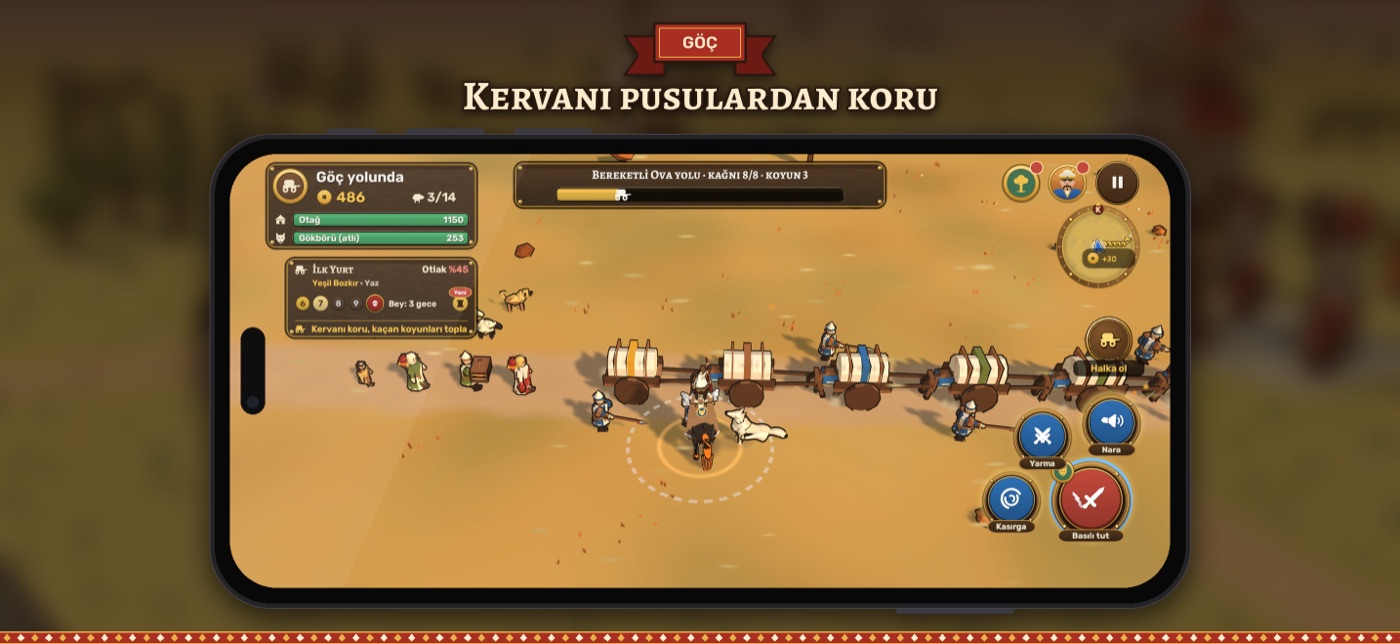 GÖÇ
KERVANI PUSULARDAN KORU
Göç yolunda
486 3/14
Otağ 1150
Gökbörü (atlı) 253
BEREKETLİ OVA YOLU · KAĞNI 8/8 · KOYUN 3
İLK YURT Otlak %45
Yeşil Bozkır · Yaz
Yeni
6 7 8 9 Bey: 3 gece
Kervanı koru, kaçan koyunları topla
K
+30
Halka ol
Nara
Yarma
Kasırga
Basılı tut